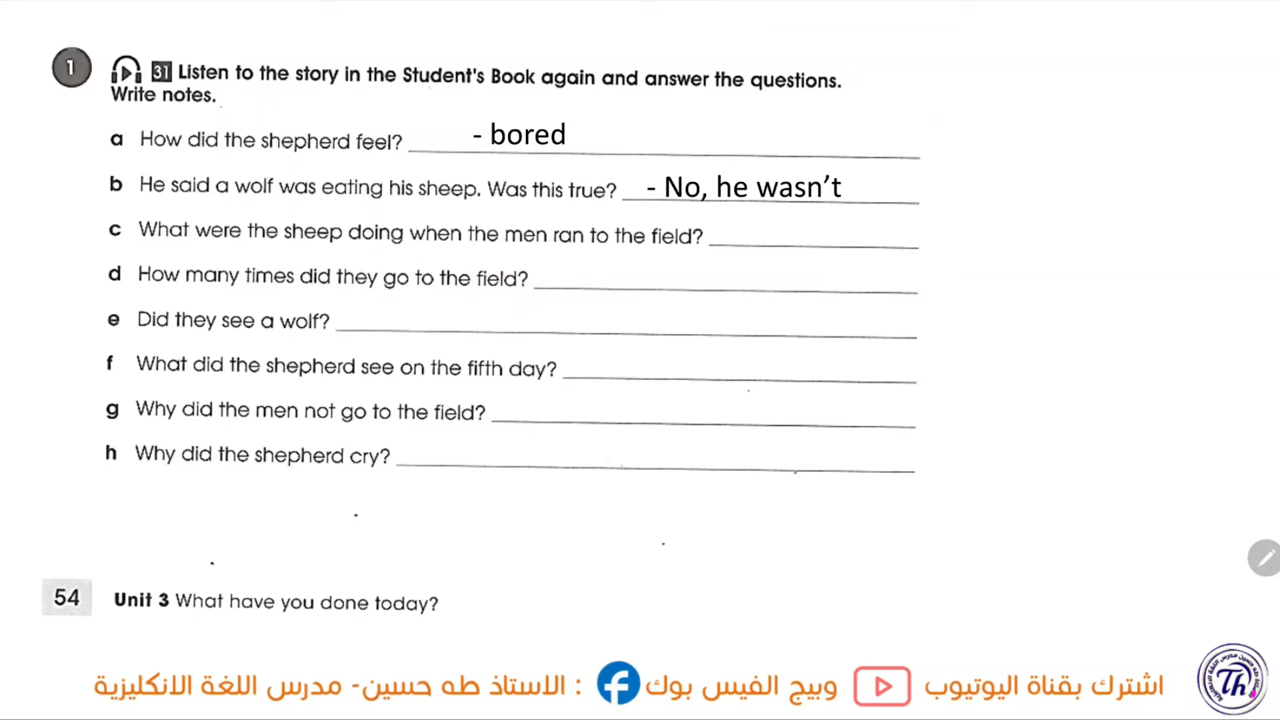 1 31 Listen to the story in the Student's Book again and answer the questions.
Write notes.
a How did the shepherd feel? - bored
b He said a wolf was eating his sheep. Was this true? - No, he wasn't
c What were the sheep doing when the men ran to the field?
d How many times did they go to the field?
e Did they see a wolf?
f What did the shepherd see on the fifth day?
g Why did the men not go to the field?
h Why did the shepherd cry?
54 Unit 3 What have you done today?
اشترك بقناة اليوتيوب وبيج الفيس بوك : الاستاذ طه حسين- مدرس اللغة الانكليزية
Th